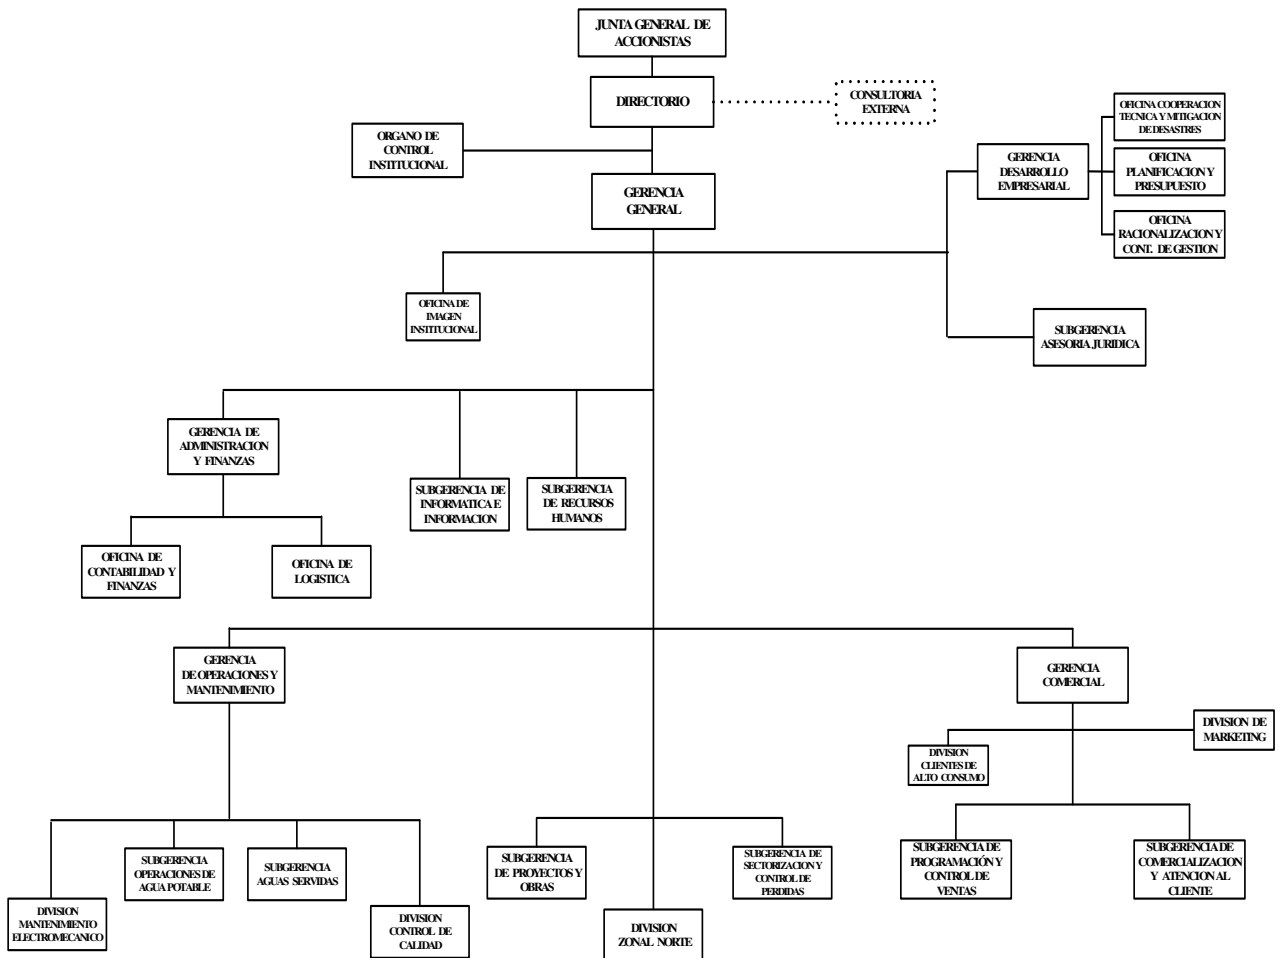 JUNTA GENERAL DE
ACCIONISTAS
DIRECTORIO
CONSULTORIA
EXTERNA
ORGANO DE
CONTROL
INSTITUCIONAL
GERENCIA
GENERAL
GERENCIA
DESARROLLO
EMPRESARIAL
OFICINA COOPERACION
TECNICA Y MITIGACION
DE DESASTRES
OFICINA
PLANIFICACION Y
PRESUPUESTO
OFICINA
RACIONALIZACION Y
CONT. DE GESTION
OFICINA DE
IMAGEN
INSTITUCIONAL
SUBGERENCIA
ASESORIA JURIDICA
GERENCIA DE
ADMINISTRACION
Y FINANZAS
SUBGERENCIA DE
INFORMATICA E
INFORMACION
SUBGERENCIA
DE RECURSOS
HUMANOS
OFICINA DE
CONTABILIDAD Y
FINANZAS
OFICINA DE
LOGISTICA
GERENCIA
DE OPERACIONES Y
MANTENIMIENTO
GERENCIA
COMERCIAL
DIVISION DE
MARKETING
DIVISION
CLIENTES DE
ALTO CONSUMO
SUBGERENCIA
OPERACIONES DE
AGUA POTABLE
SUBGERENCIA
AGUAS SERVIDAS
SUBGERENCIA
DE PROYECTOS Y
OBRAS
SUBGERENCIA DE
SECTORIZACION Y
CONTROL DE
PERDIDAS
SUBGERENCIA DE
PROGRAMACIÓN Y
CONTROL DE
VENTAS
SUBGERENCIA DE
COMERCIALIZACION
Y ATENCION AL
CLIENTE
DIVISION
MANTENIMIENTO
ELECTROMECANICO
DIVISION
CONTROL DE
CALIDAD
DIVISION
ZONAL NORTE